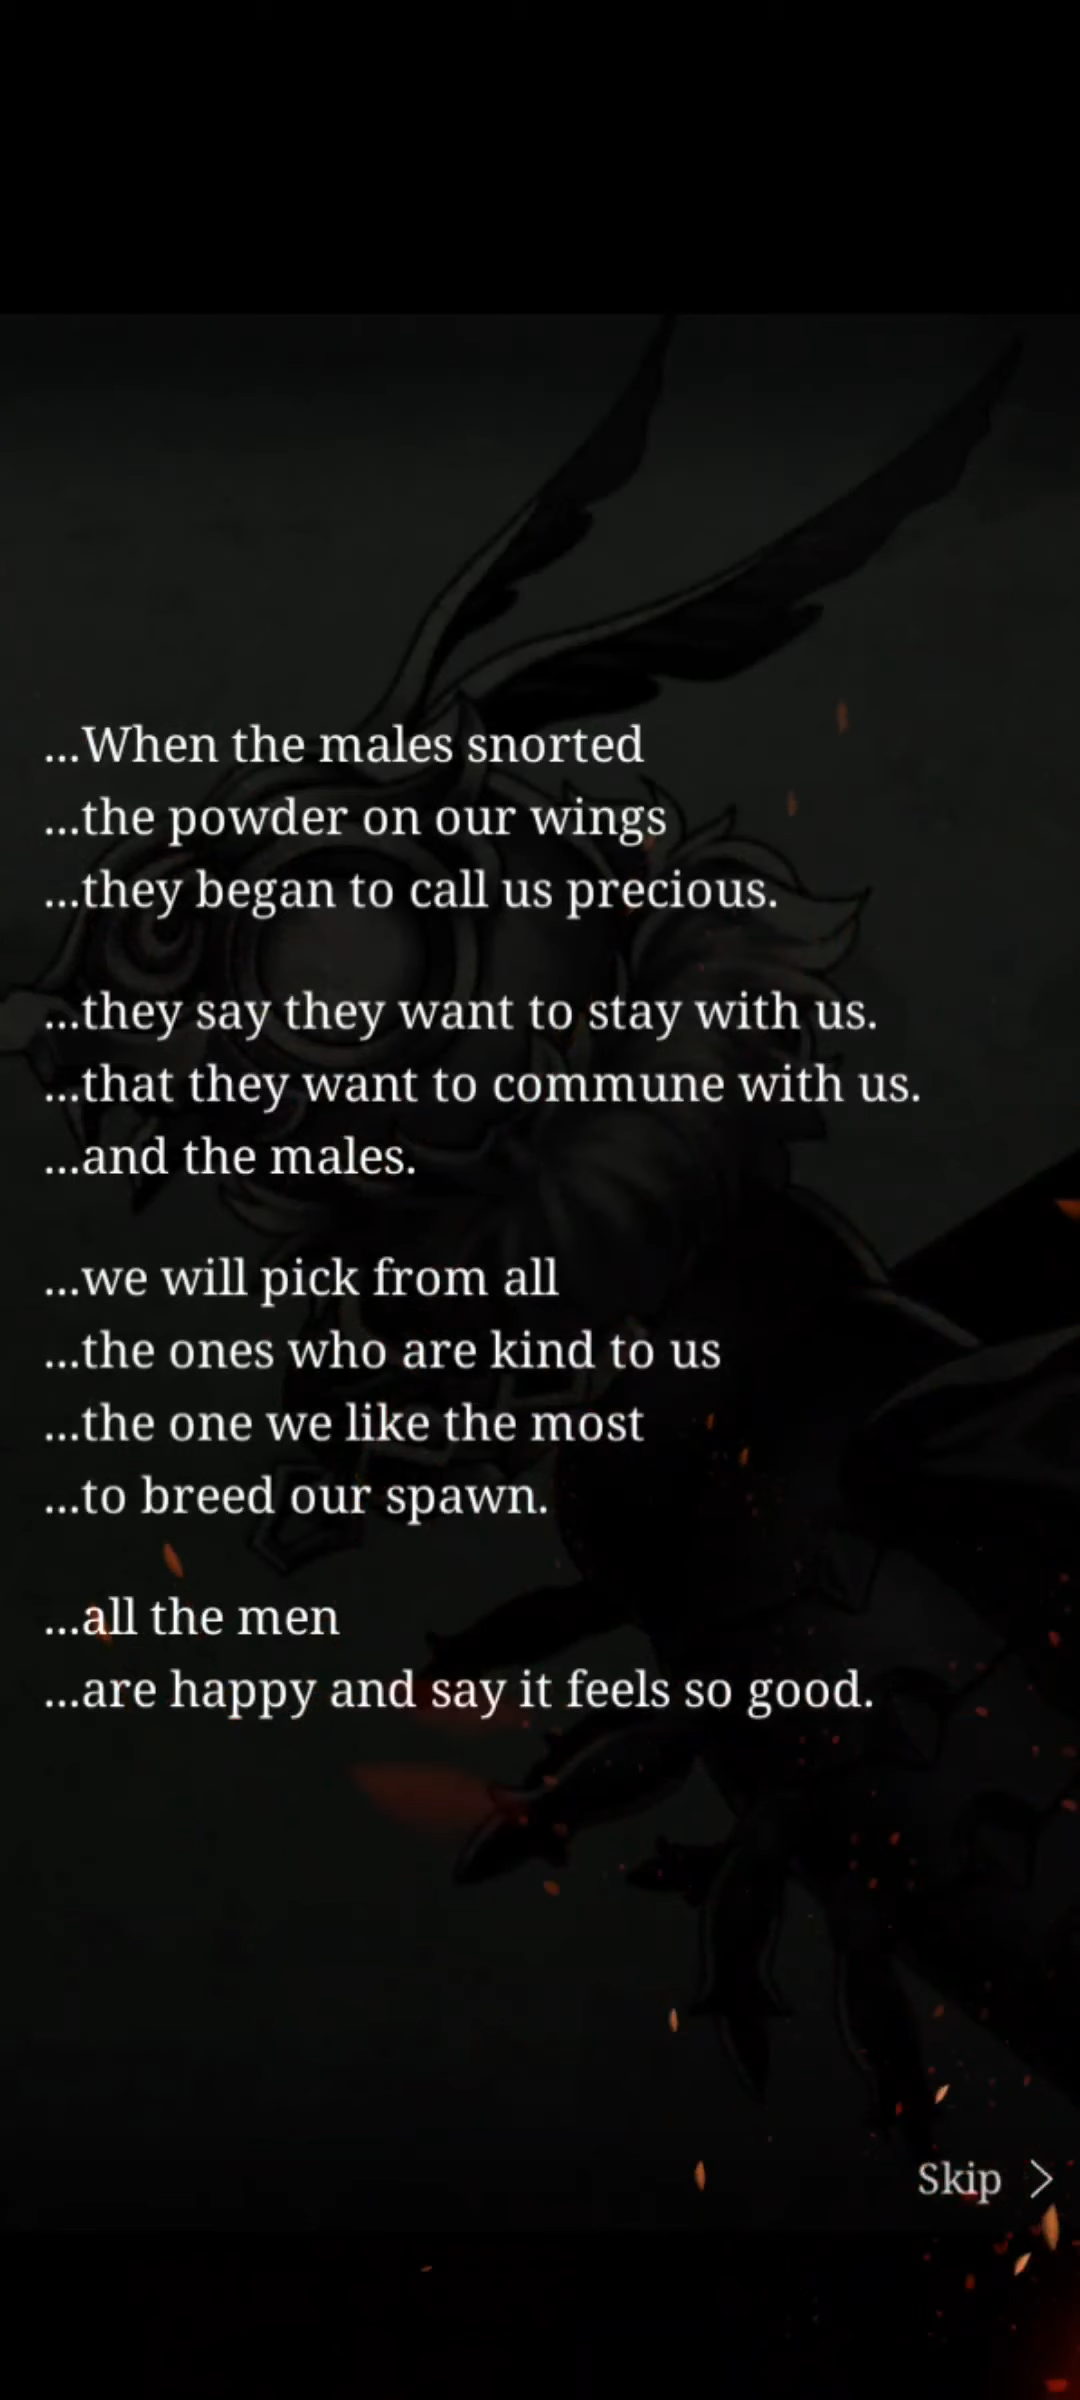 ...When the males snorted
...the powder on our wings
...they began to call us precious.
...they say they want to stay with us.
...that they want to commune with us.
...and the males.
...we will pick from all
...the ones who are kind to us
...the one we like the most
...to breed our spawn.
...all the men
...are happy and say it feels so good.
Skip >